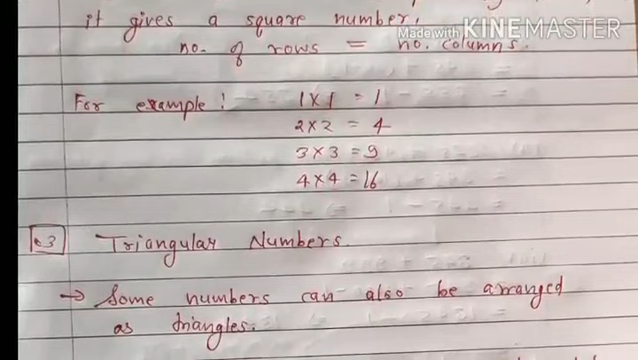 it gives a square number.
Made with KINEMASTER
no. of rows = no. columns.
For example : 1 x 1 = 1
2 x 2 = 4
3 x 3 = 9
4 x 4 = 16
Q.3 Triangular Numbers.
→ Some numbers can also be arranged
as triangles.